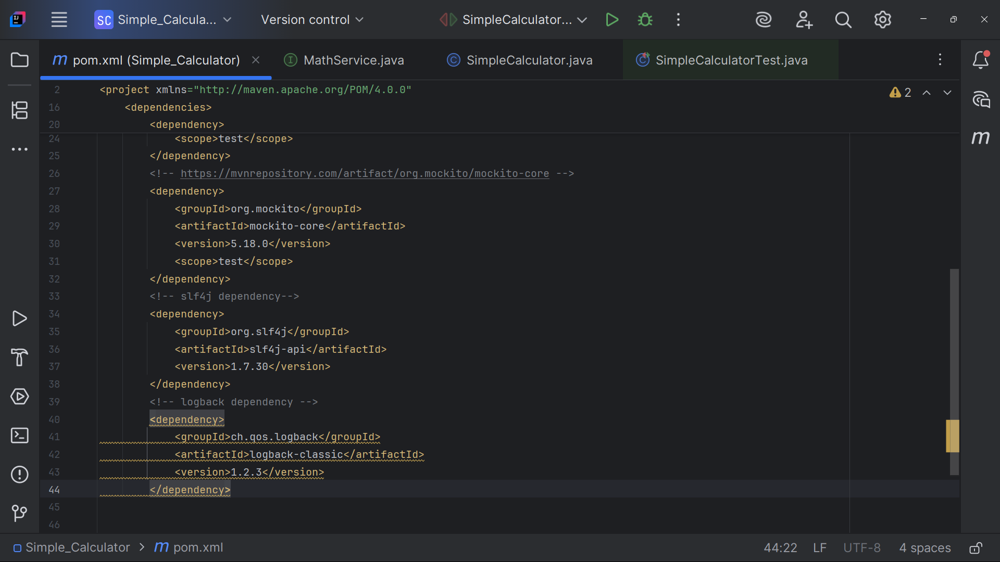 SC Simple_Calcula... Version control SimpleCalculator...
m pom.xml (Simple_Calculator) I MathService.java C SimpleCalculator.java C SimpleCalculatorTest.java
2 <project xmlns="http://maven.apache.org/POM/4.0.0" 2
16 <dependencies>
20 <dependency>
24 <scope>test</scope>
25 </dependency>
26 <!-- https://mvnrepository.com/artifact/org.mockito/mockito-core -->
27 <dependency>
28 <groupId>org.mockito</groupId>
29 <artifactId>mockito-core</artifactId>
30 <version>5.18.0</version>
31 <scope>test</scope>
32 </dependency>
33 <!-- slf4j dependency-->
34 <dependency>
35 <groupId>org.slf4j</groupId>
36 <artifactId>slf4j-api</artifactId>
37 <version>1.7.30</version>
38 </dependency>
39 <!-- logback dependency -->
40 <dependency>
41 <groupId>ch.qos.logback</groupId>
42 <artifactId>logback-classic</artifactId>
43 <version>1.2.3</version>
44 </dependency>
45
46
Simple_Calculator > m pom.xml 44:22 LF UTF-8 4 spaces